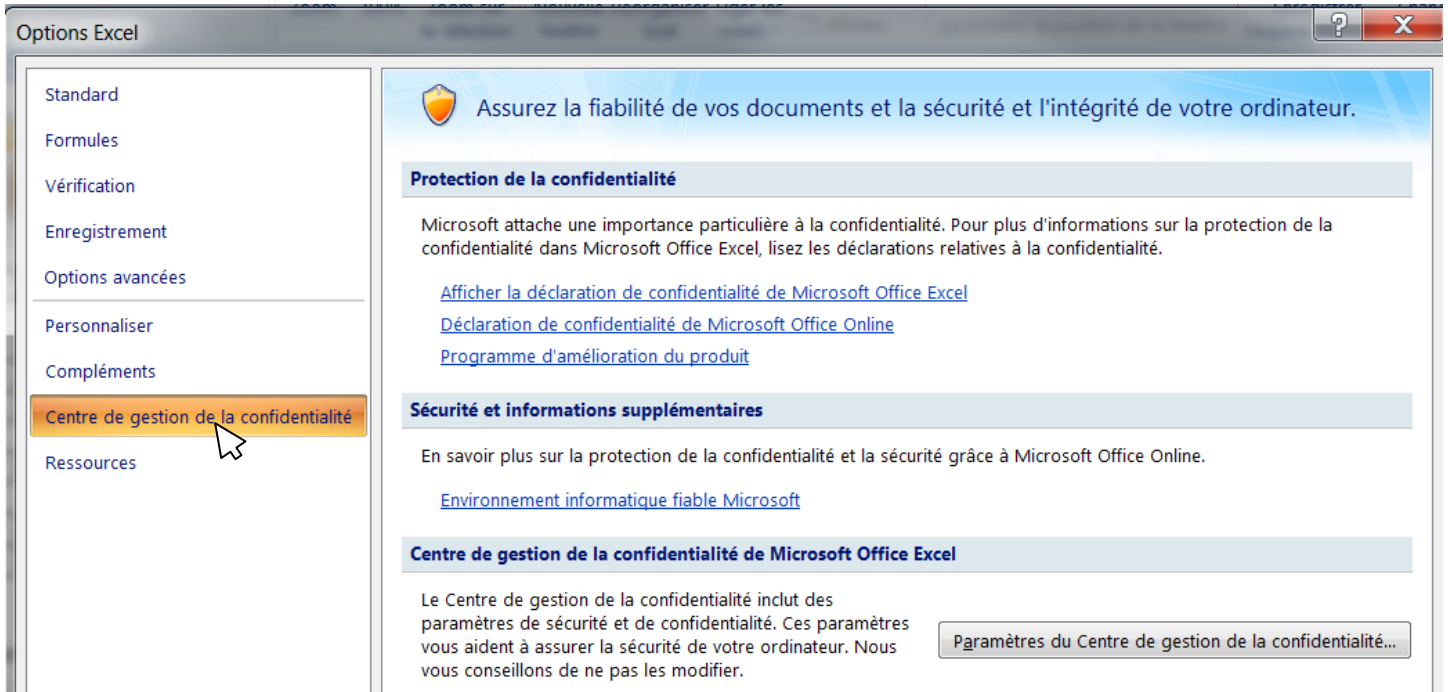 Options Excel
Standard
Formules
Vérification
Enregistrement
Options avancées
Personnaliser
Compléments
Centre de gestion de la confidentialité
Ressources
Assurez la fiabilité de vos documents et la sécurité et l'intégrité de votre ordinateur.
Protection de la confidentialité
Microsoft attache une importance particulière à la confidentialité. Pour plus d'informations sur la protection de la
confidentialité dans Microsoft Office Excel, lisez les déclarations relatives à la confidentialité.
Afficher la déclaration de confidentialité de Microsoft Office Excel
Déclaration de confidentialité de Microsoft Office Online
Programme d'amélioration du produit
Sécurité et informations supplémentaires
En savoir plus sur la protection de la confidentialité et la sécurité grâce à Microsoft Office Online.
Environnement informatique fiable Microsoft
Centre de gestion de la confidentialité de Microsoft Office Excel
Le Centre de gestion de la confidentialité inclut des
paramètres de sécurité et de confidentialité. Ces paramètres
vous aident à assurer la sécurité de votre ordinateur. Nous
vous conseillons de ne pas les modifier.
Paramètres du Centre de gestion de la confidentialité...